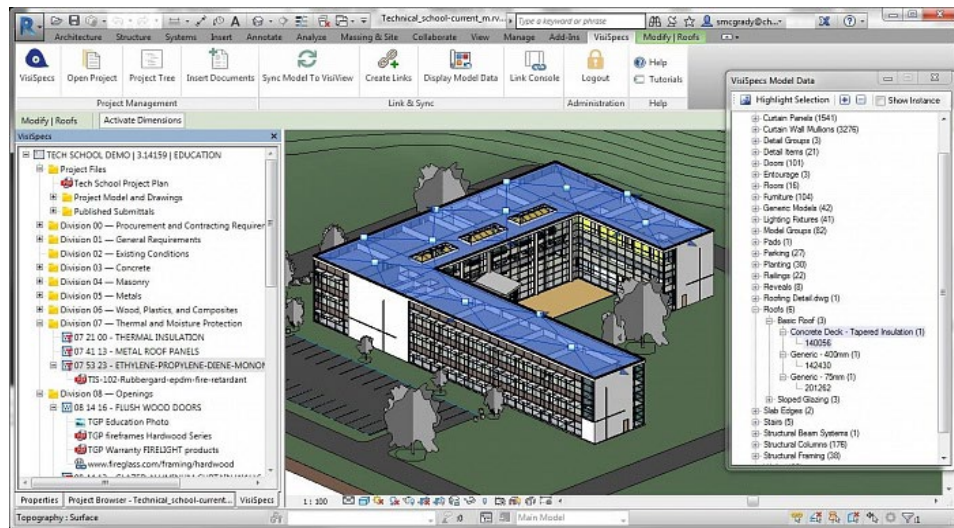 Technical_school-current_m.rv...
Type a keyword or phrase
smcgrady@ch...
Architecture Structure Systems Insert Annotate Analyze Massing & Site Collaborate View Manage Add-Ins VisiSpecs Modify | Roofs
VisiSpecs Open Project Project Tree Insert Documents Sync Model To VisiView Create Links Display Model Data Link Console Logout
Help
Tutorials
Project Management Link & Sync Administration Help
Modify | Roofs Activate Dimensions
VisiSpecs
TECH SCHOOL DEMO | 3.14159 | EDUCATION
Project Files
Tech School Project Plan
Project Model and Drawings
Published Submittals
Division 00 — Procurement and Contracting Requirer
Division 01 — General Requirements
Division 02 — Existing Conditions
Division 03 — Concrete
Division 04 — Masonry
Division 05 — Metals
Division 06 — Wood, Plastics, and Composites
Division 07 — Thermal and Moisture Protection
07 21 00 - THERMAL INSULATION
07 41 13 - METAL ROOF PANELS
07 53 23 - ETHYLENE-PROPYLENE-DIENE-MONOM
TIS-102-Rubbergard-epdm-fire-retardant
Division 08 — Openings
08 14 16 - FLUSH WOOD DOORS
TGP Education Photo
TGP fireframes Hardwood Series
TGP Warranty FIRELIGHT products
www.fireglass.com/framing/hardwood
Properties Project Browser - Technical_school-current... VisiSpecs
1 : 100
Topography : Surface
:0 Main Model
:1
VisiSpecs Model Data
Highlight Selection Show Instance
Curtain Panels (1541)
Curtain Wall Mullions (3276)
Detail Groups (3)
Detail Items (21)
Doors (101)
Entourage (3)
Floors (16)
Furniture (104)
Generic Models (42)
Lighting Fixtures (41)
Model Groups (82)
Pads (1)
Parking (27)
Planting (30)
Railings (22)
Reveals (8)
Roofing Detail.dwg (1)
Roofs (6)
Basic Roof (3)
Concrete Deck - Tapered Insulation (1)
140056
Generic - 400mm (1)
142430
Generic - 75mm (1)
201262
Sloped Glazing (3)
Slab Edges (2)
Stairs (5)
Structural Beam Systems (1)
Structural Columns (176)
Structural Framing (38)